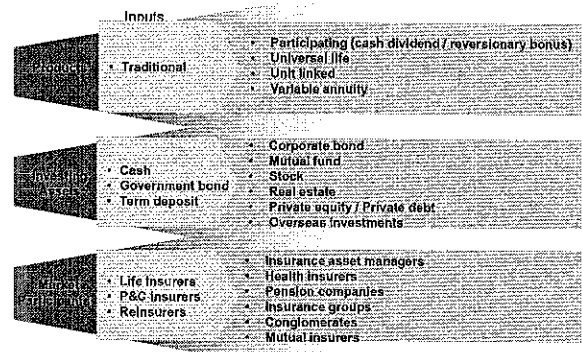 Inputs
Products
• Traditional
• Participating (cash dividend / reversionary bonus)
• Universal life
• Unit linked
• Variable annuity
Investing
Assets
• Cash
• Government bond
• Term deposit
• Corporate bond
• Mutual fund
• Stock
• Real estate
• Private equity / Private debt
• Overseas investments
Market
Participants
• Life insurers
• P&C insurers
• Reinsurers
• Insurance asset managers
• Health insurers
• Pension companies
• Insurance groups
• Conglomerates
• Mutual insurers